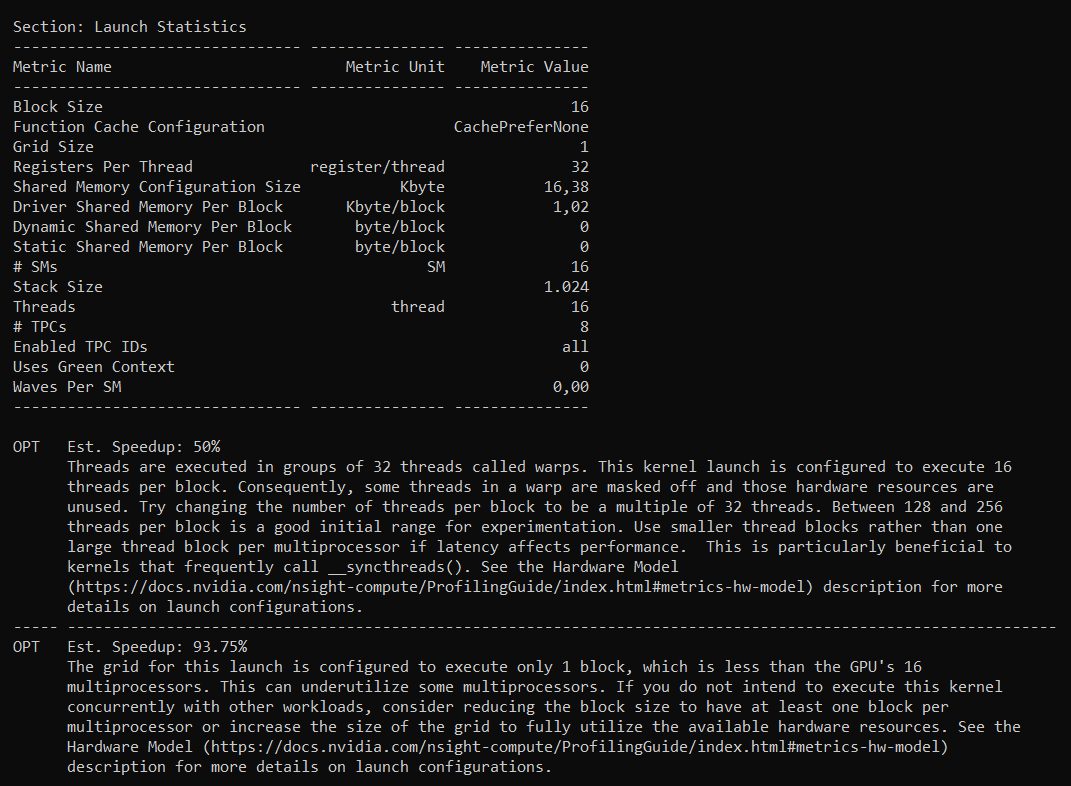 Section: Launch Statistics
-------------------------------- --------------- ---------------
Metric Name                          Metric Unit    Metric Value
-------------------------------- --------------- ---------------
Block Size                                                    16
Function Cache Configuration                     CachePreferNone
Grid Size                                                      1
Registers Per Thread             register/thread              32
Shared Memory Configuration Size           Kbyte           16,38
Driver Shared Memory Per Block       Kbyte/block            1,02
Dynamic Shared Memory Per Block       byte/block               0
Static Shared Memory Per Block        byte/block               0
# SMs                                         SM              16
Stack Size                                                 1.024
Threads                                   thread              16
# TPCs                                                         8
Enabled TPC IDs                                              all
Uses Green Context                                             0
Waves Per SM                                                0,00
-------------------------------- --------------- ---------------
OPT   Est. Speedup: 50%
      Threads are executed in groups of 32 threads called warps. This kernel launch is configured to execute 16
      threads per block. Consequently, some threads in a warp are masked off and those hardware resources are
      unused. Try changing the number of threads per block to be a multiple of 32 threads. Between 128 and 256
      threads per block is a good initial range for experimentation. Use smaller thread blocks rather than one
      large thread block per multiprocessor if latency affects performance.  This is particularly beneficial to
      kernels that frequently call __syncthreads(). See the Hardware Model
      (https://docs.nvidia.com/nsight-compute/ProfilingGuide/index.html#metrics-hw-model) description for more
      details on launch configurations.
----- --------------------------------------------------------------------------------------------------------------
OPT   Est. Speedup: 93.75%
      The grid for this launch is configured to execute only 1 block, which is less than the GPU's 16
      multiprocessors. This can underutilize some multiprocessors. If you do not intend to execute this kernel
      concurrently with other workloads, consider reducing the block size to have at least one block per
      multiprocessor or increase the size of the grid to fully utilize the available hardware resources. See the
      Hardware Model (https://docs.nvidia.com/nsight-compute/ProfilingGuide/index.html#metrics-hw-model)
      description for more details on launch configurations.